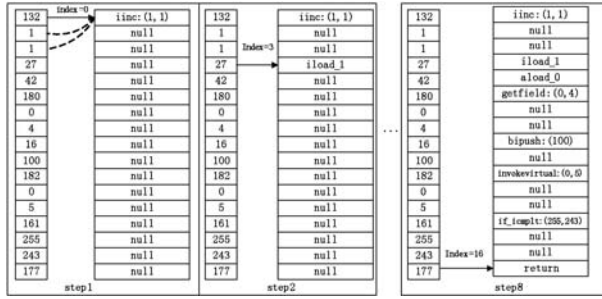 132 Index=0 iinc:(1, 1)
1 null
1 null
27 null
42 null
180 null
0 null
4 null
16 null
100 null
182 null
0 null
5 null
161 null
255 null
243 null
177 null
step1
132 iinc:(1, 1)
1 null
1 Index=3 null
27 iload_1
42 null
180 null
0 null
4 null
16 null
100 null
182 null
0 null
5 null
161 null
255 null
243 null
177 null
step2
...
132 iinc:(1, 1)
1 null
1 null
27 iload_1
42 aload_0
180 getfield:(0, 4)
0 null
4 null
16 bipush:(100)
100 null
182 invokevirtual:(0, 5)
0 null
5 null
161 if_icmplt:(255, 243)
255 null
243 Index=16 null
177 return
step8